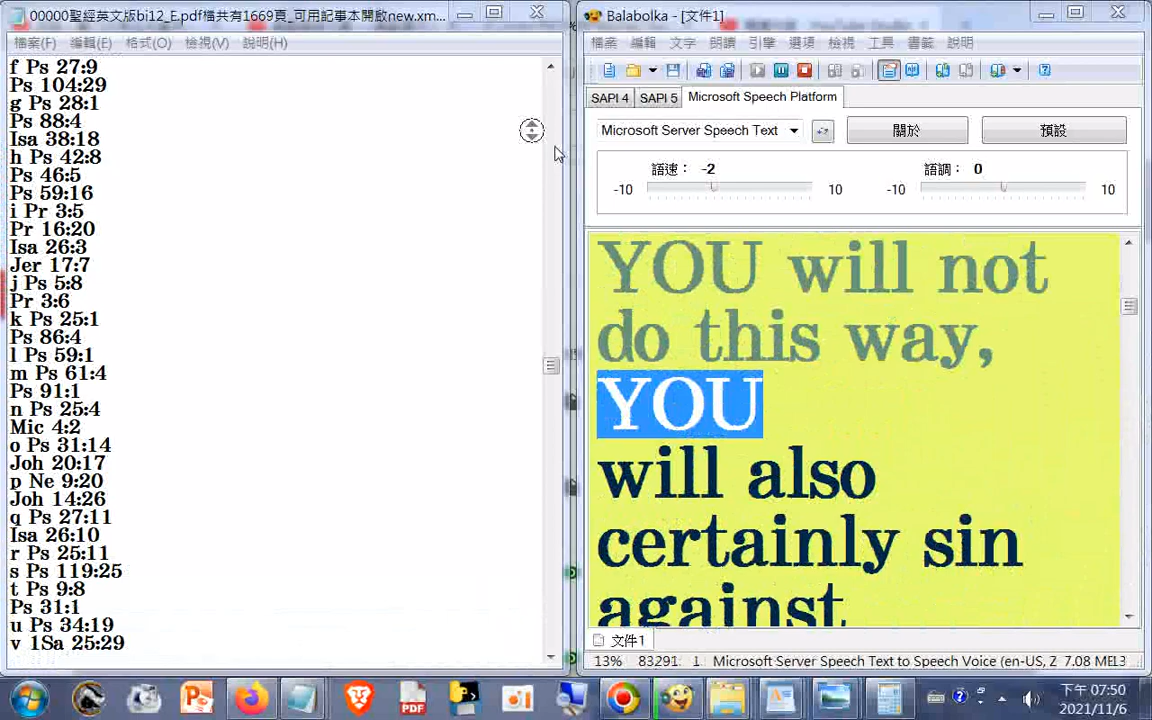 00000聖經英文版bi12_E.pdf檔共有1669頁_可用記事本開啟new.xm...
檔案(F) 編輯(E) 格式(O) 檢視(V) 說明(H)
f Ps 27:9
Ps 104:29
g Ps 28:1
Ps 88:4
Isa 38:18
h Ps 42:8
Ps 46:5
Ps 59:16
i Pr 3:5
Pr 16:20
Isa 26:3
Jer 17:7
j Ps 5:8
Pr 3:6
k Ps 25:1
Ps 86:4
l Ps 59:1
m Ps 61:4
Ps 91:1
n Ps 25:4
Mic 4:2
o Ps 31:14
Joh 20:17
p Ne 9:20
Joh 14:26
q Ps 27:11
Isa 26:10
r Ps 25:11
s Ps 119:25
t Ps 9:8
Ps 31:1
u Ps 34:19
v 1Sa 25:29
Balabolka - [文件1]
檔案 編輯 文字 朗讀 引擎 選項 檢視 工具 書籤 說明
SAPI 4 SAPI 5 Microsoft Speech Platform
Microsoft Server Speech Text 關於 預設
語速： -2 語調： 0
-10 10 -10 10
YOU will not
do this way,
YOU
will also
certainly sin
against
文件1
13% 83291: 1 Microsoft Server Speech Text to Speech Voice (en-US, Z 7.08 МБ
下午 07:50
2021/11/6